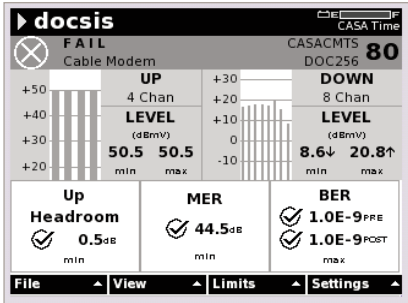 docsis
E F
CASA Time
FAIL
Cable Modem
CASACMTS
DOC256
80
+50
+40
+30
+20
UP
4 Chan
LEVEL
(dBmV)
50.5 50.5
min max
+30
+20
+10
0
-10
DOWN
8 Chan
LEVEL
(dBmV)
8.6↓ 20.8↑
min max
Up
Headroom
0.5dB
min
MER
44.5dB
min
BER
1.0E-9PRE
1.0E-9POST
max
File View Limits Settings